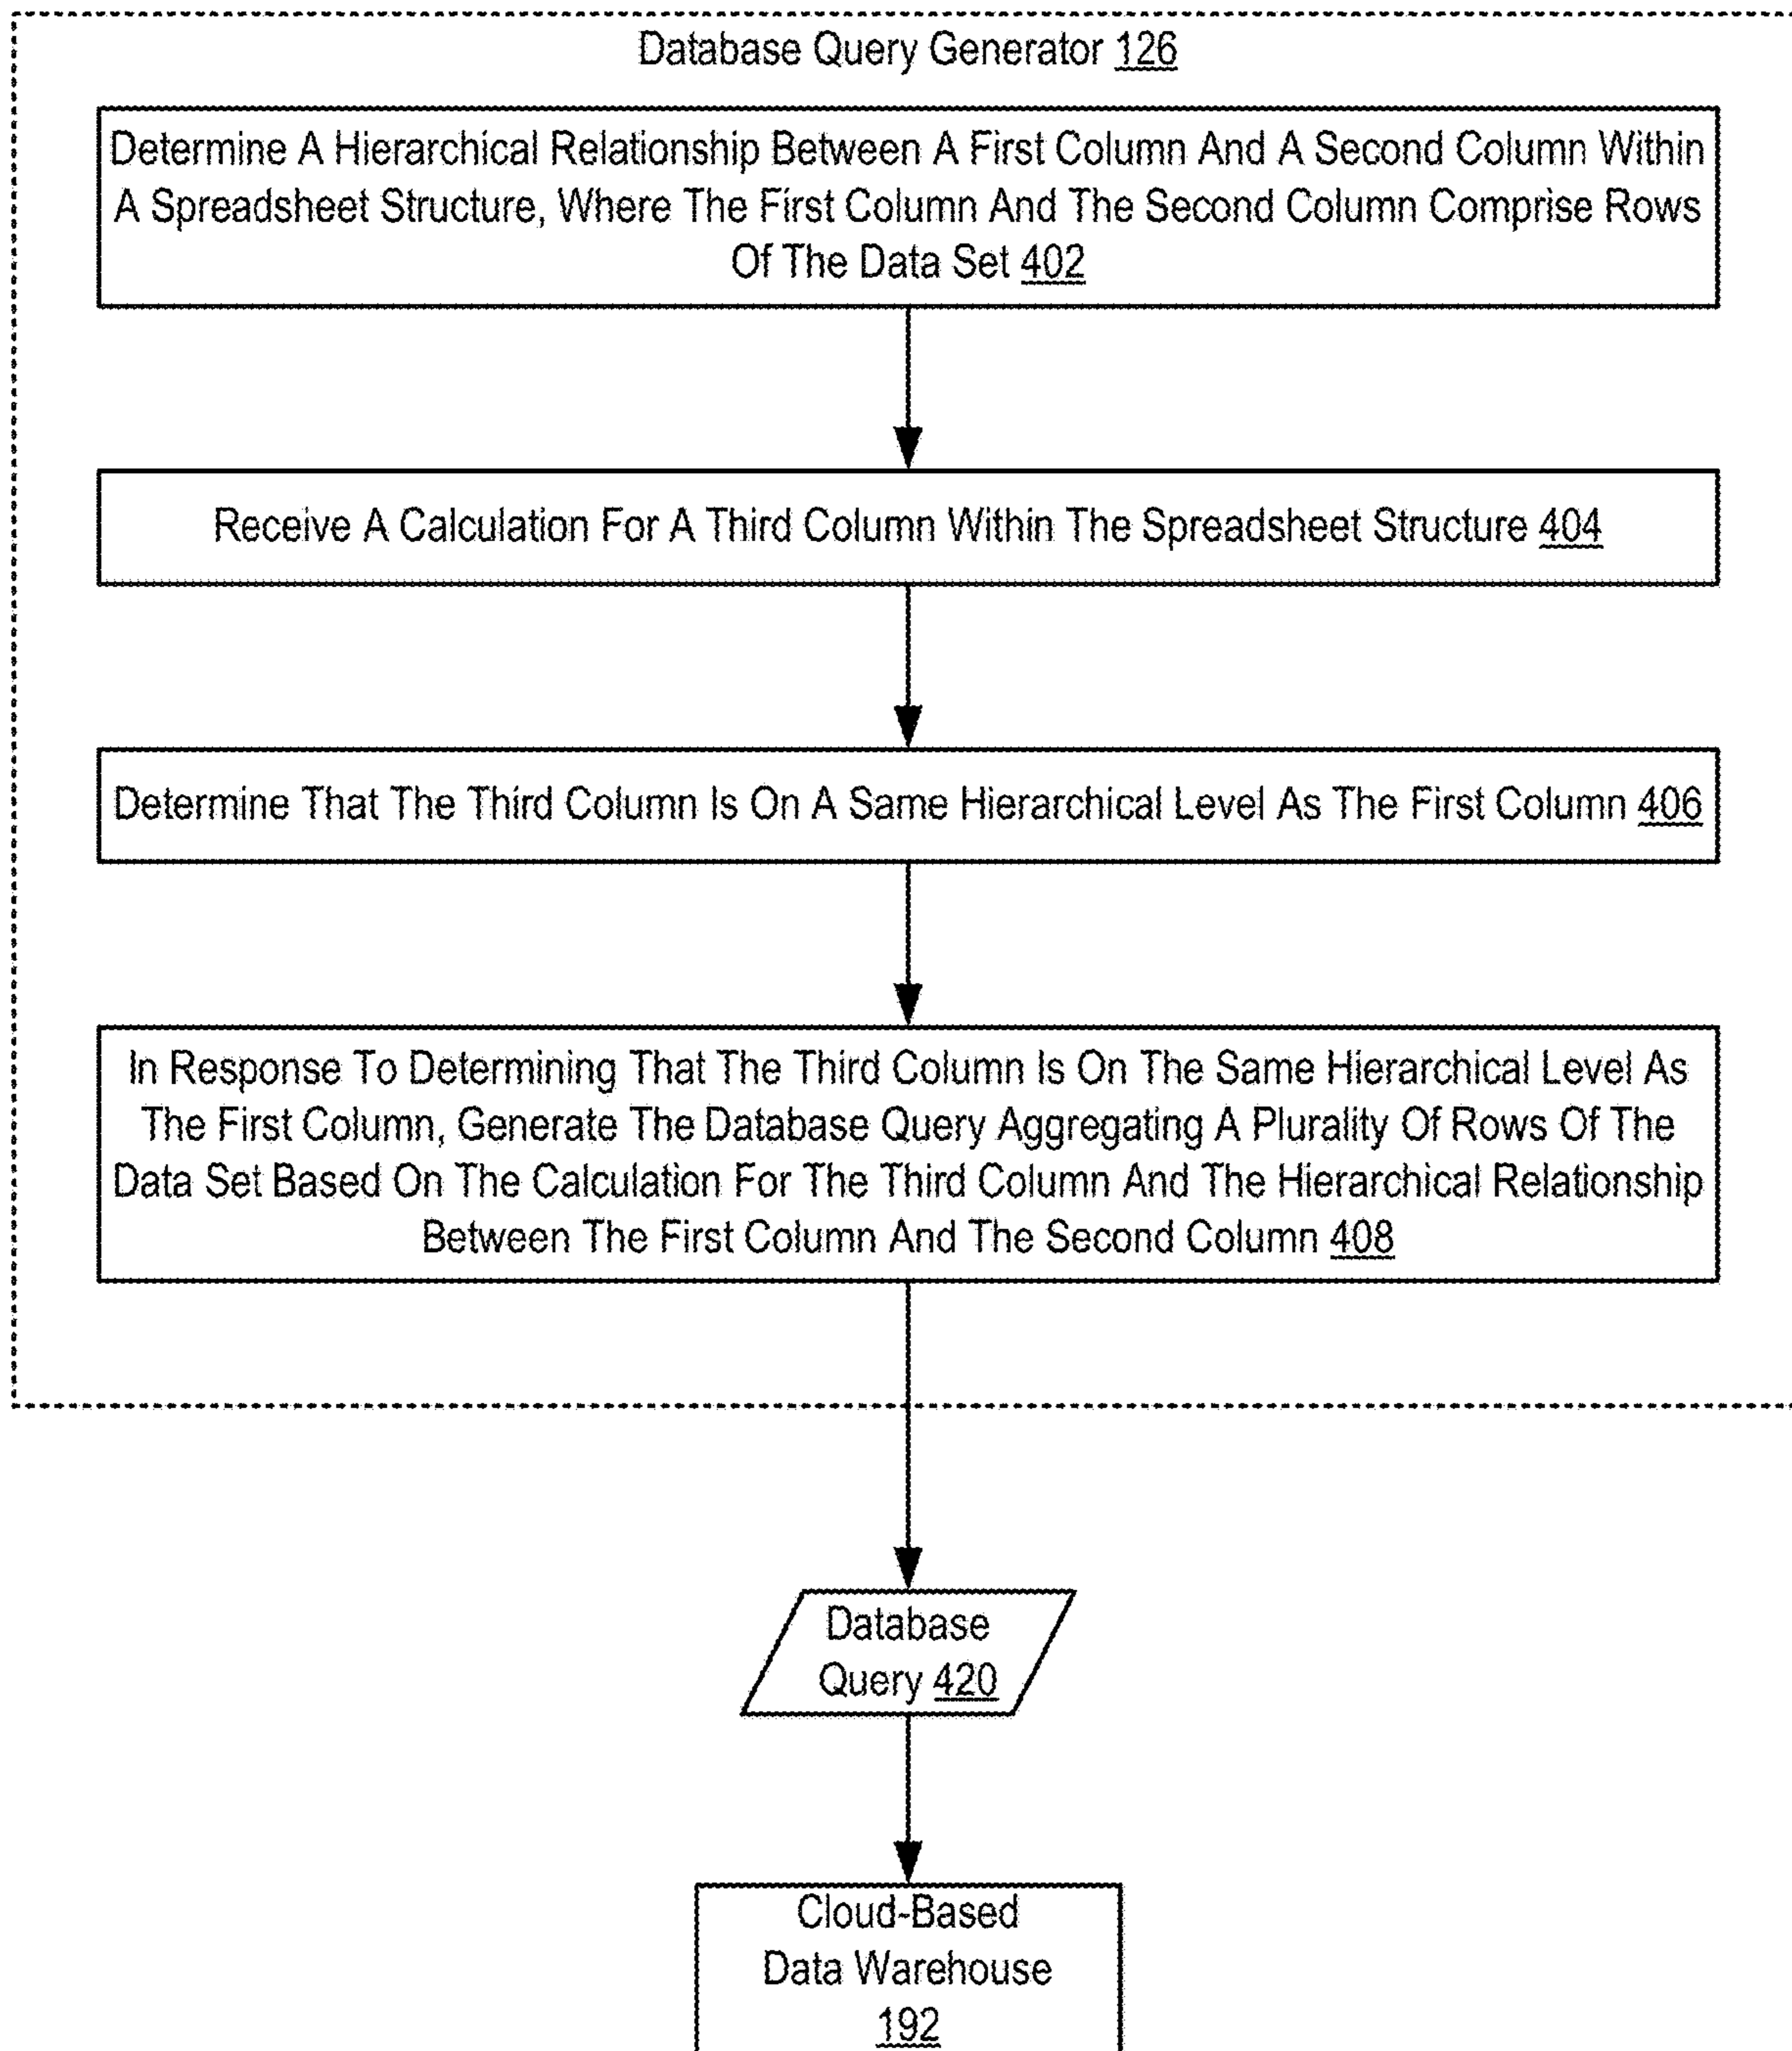 Database Query Generator 126
Determine A Hierarchical Relationship Between A First Column And A Second Column Within
A Spreadsheet Structure, Where The First Column And The Second Column Comprise Rows
Of The Data Set 402
Receive A Calculation For A Third Column Within The Spreadsheet Structure 404
Determine That The Third Column Is On A Same Hierarchical Level As The First Column 406
In Response To Determining That The Third Column Is On The Same Hierarchical Level As
The First Column, Generate The Database Query Aggregating A Plurality Of Rows Of The
Data Set Based On The Calculation For The Third Column And The Hierarchical Relationship
Between The First Column And The Second Column 408
Database
Query 420
Cloud-Based
Data Warehouse
192